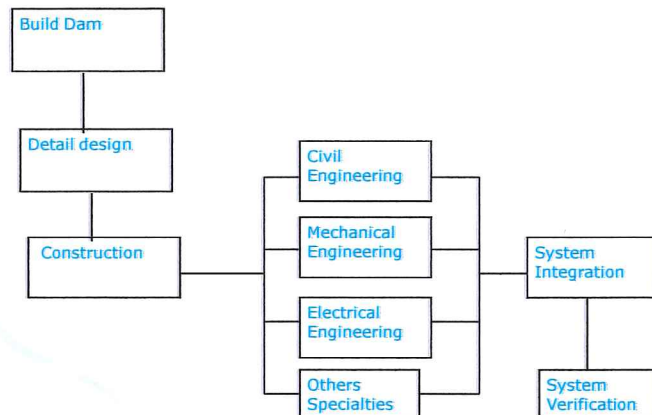 Build Dam
Detail design
Construction
Civil
Engineering
Mechanical
Engineering
Electrical
Engineering
Others
Specialties
System
Integration
System
Verification